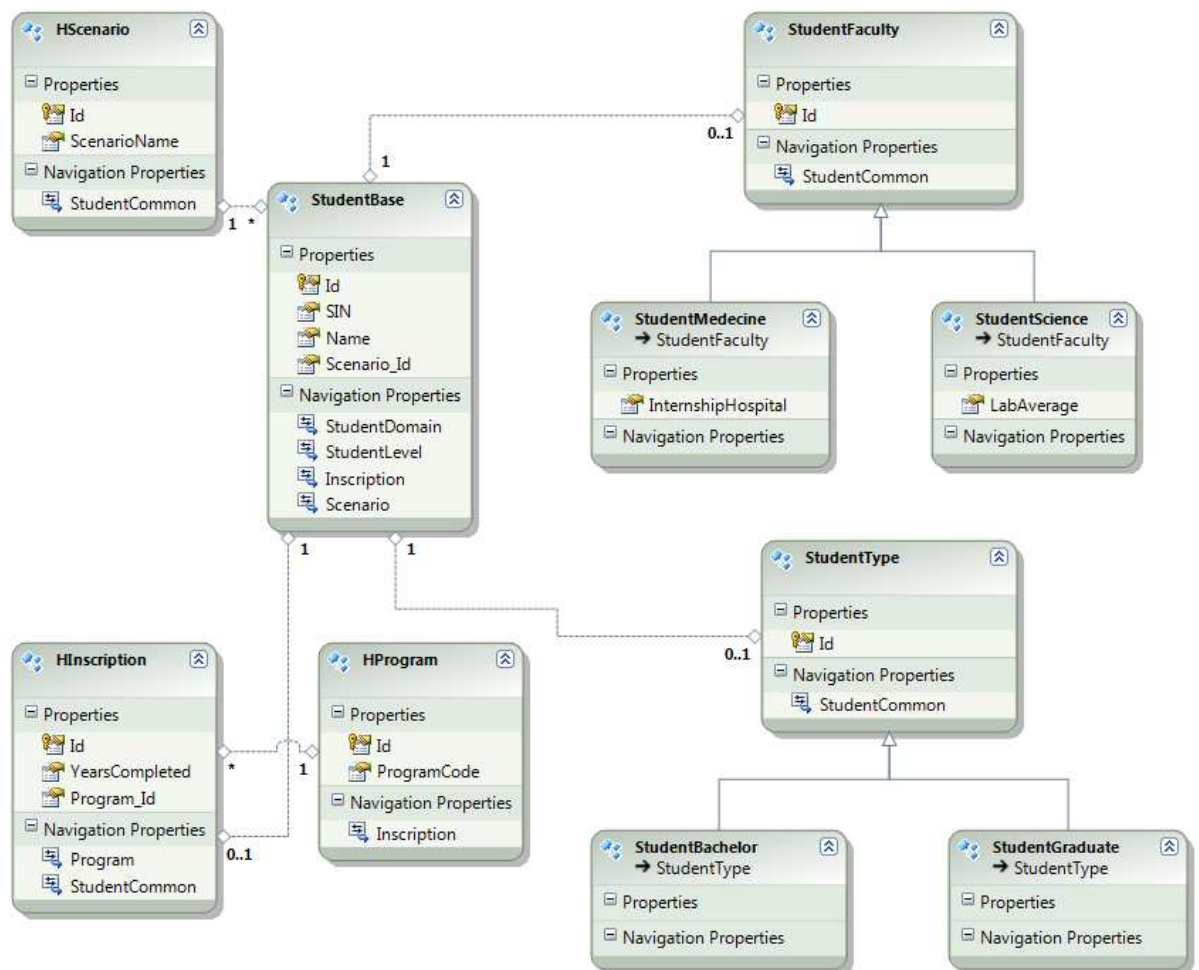 HScenario
Properties
Id
ScenarioName
Navigation Properties
StudentCommon
1 *
StudentFaculty
Properties
Id
Navigation Properties
StudentCommon
0..1
1
StudentBase
Properties
Id
SIN
Name
Scenario_Id
Navigation Properties
StudentDomain
StudentLevel
Inscription
Scenario
1
1
StudentMedecine
StudentFaculty
Properties
InternshipHospital
Navigation Properties
StudentScience
StudentFaculty
Properties
LabAverage
Navigation Properties
StudentType
Properties
Id
Navigation Properties
StudentCommon
0..1
HInscription
Properties
Id
YearsCompleted
Program_Id
Navigation Properties
Program
StudentCommon
*
1
0..1
HProgram
Properties
Id
ProgramCode
Navigation Properties
Inscription
StudentBachelor
StudentType
Properties
Navigation Properties
StudentGraduate
StudentType
Properties
Navigation Properties